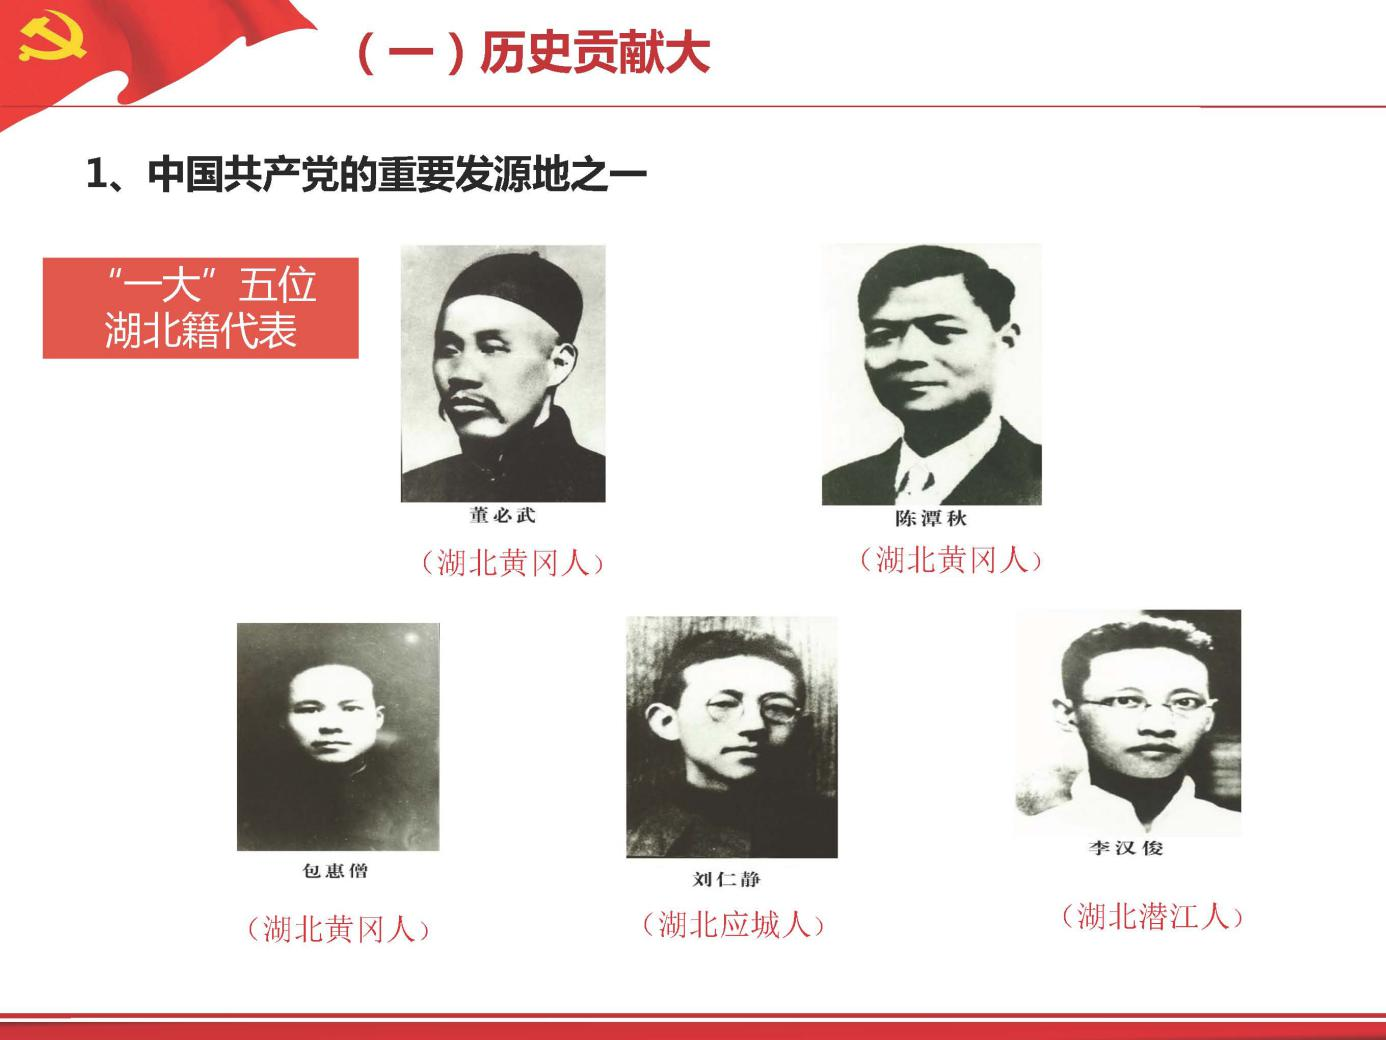 （一）历史贡献大
1、中国共产党的重要发源地之一
“一大”五位
湖北籍代表
董必武
（湖北黄冈人）
陈潭秋
（湖北黄冈人）
包惠僧
（湖北黄冈人）
刘仁静
（湖北应城人）
李汉俊
（湖北潜江人）